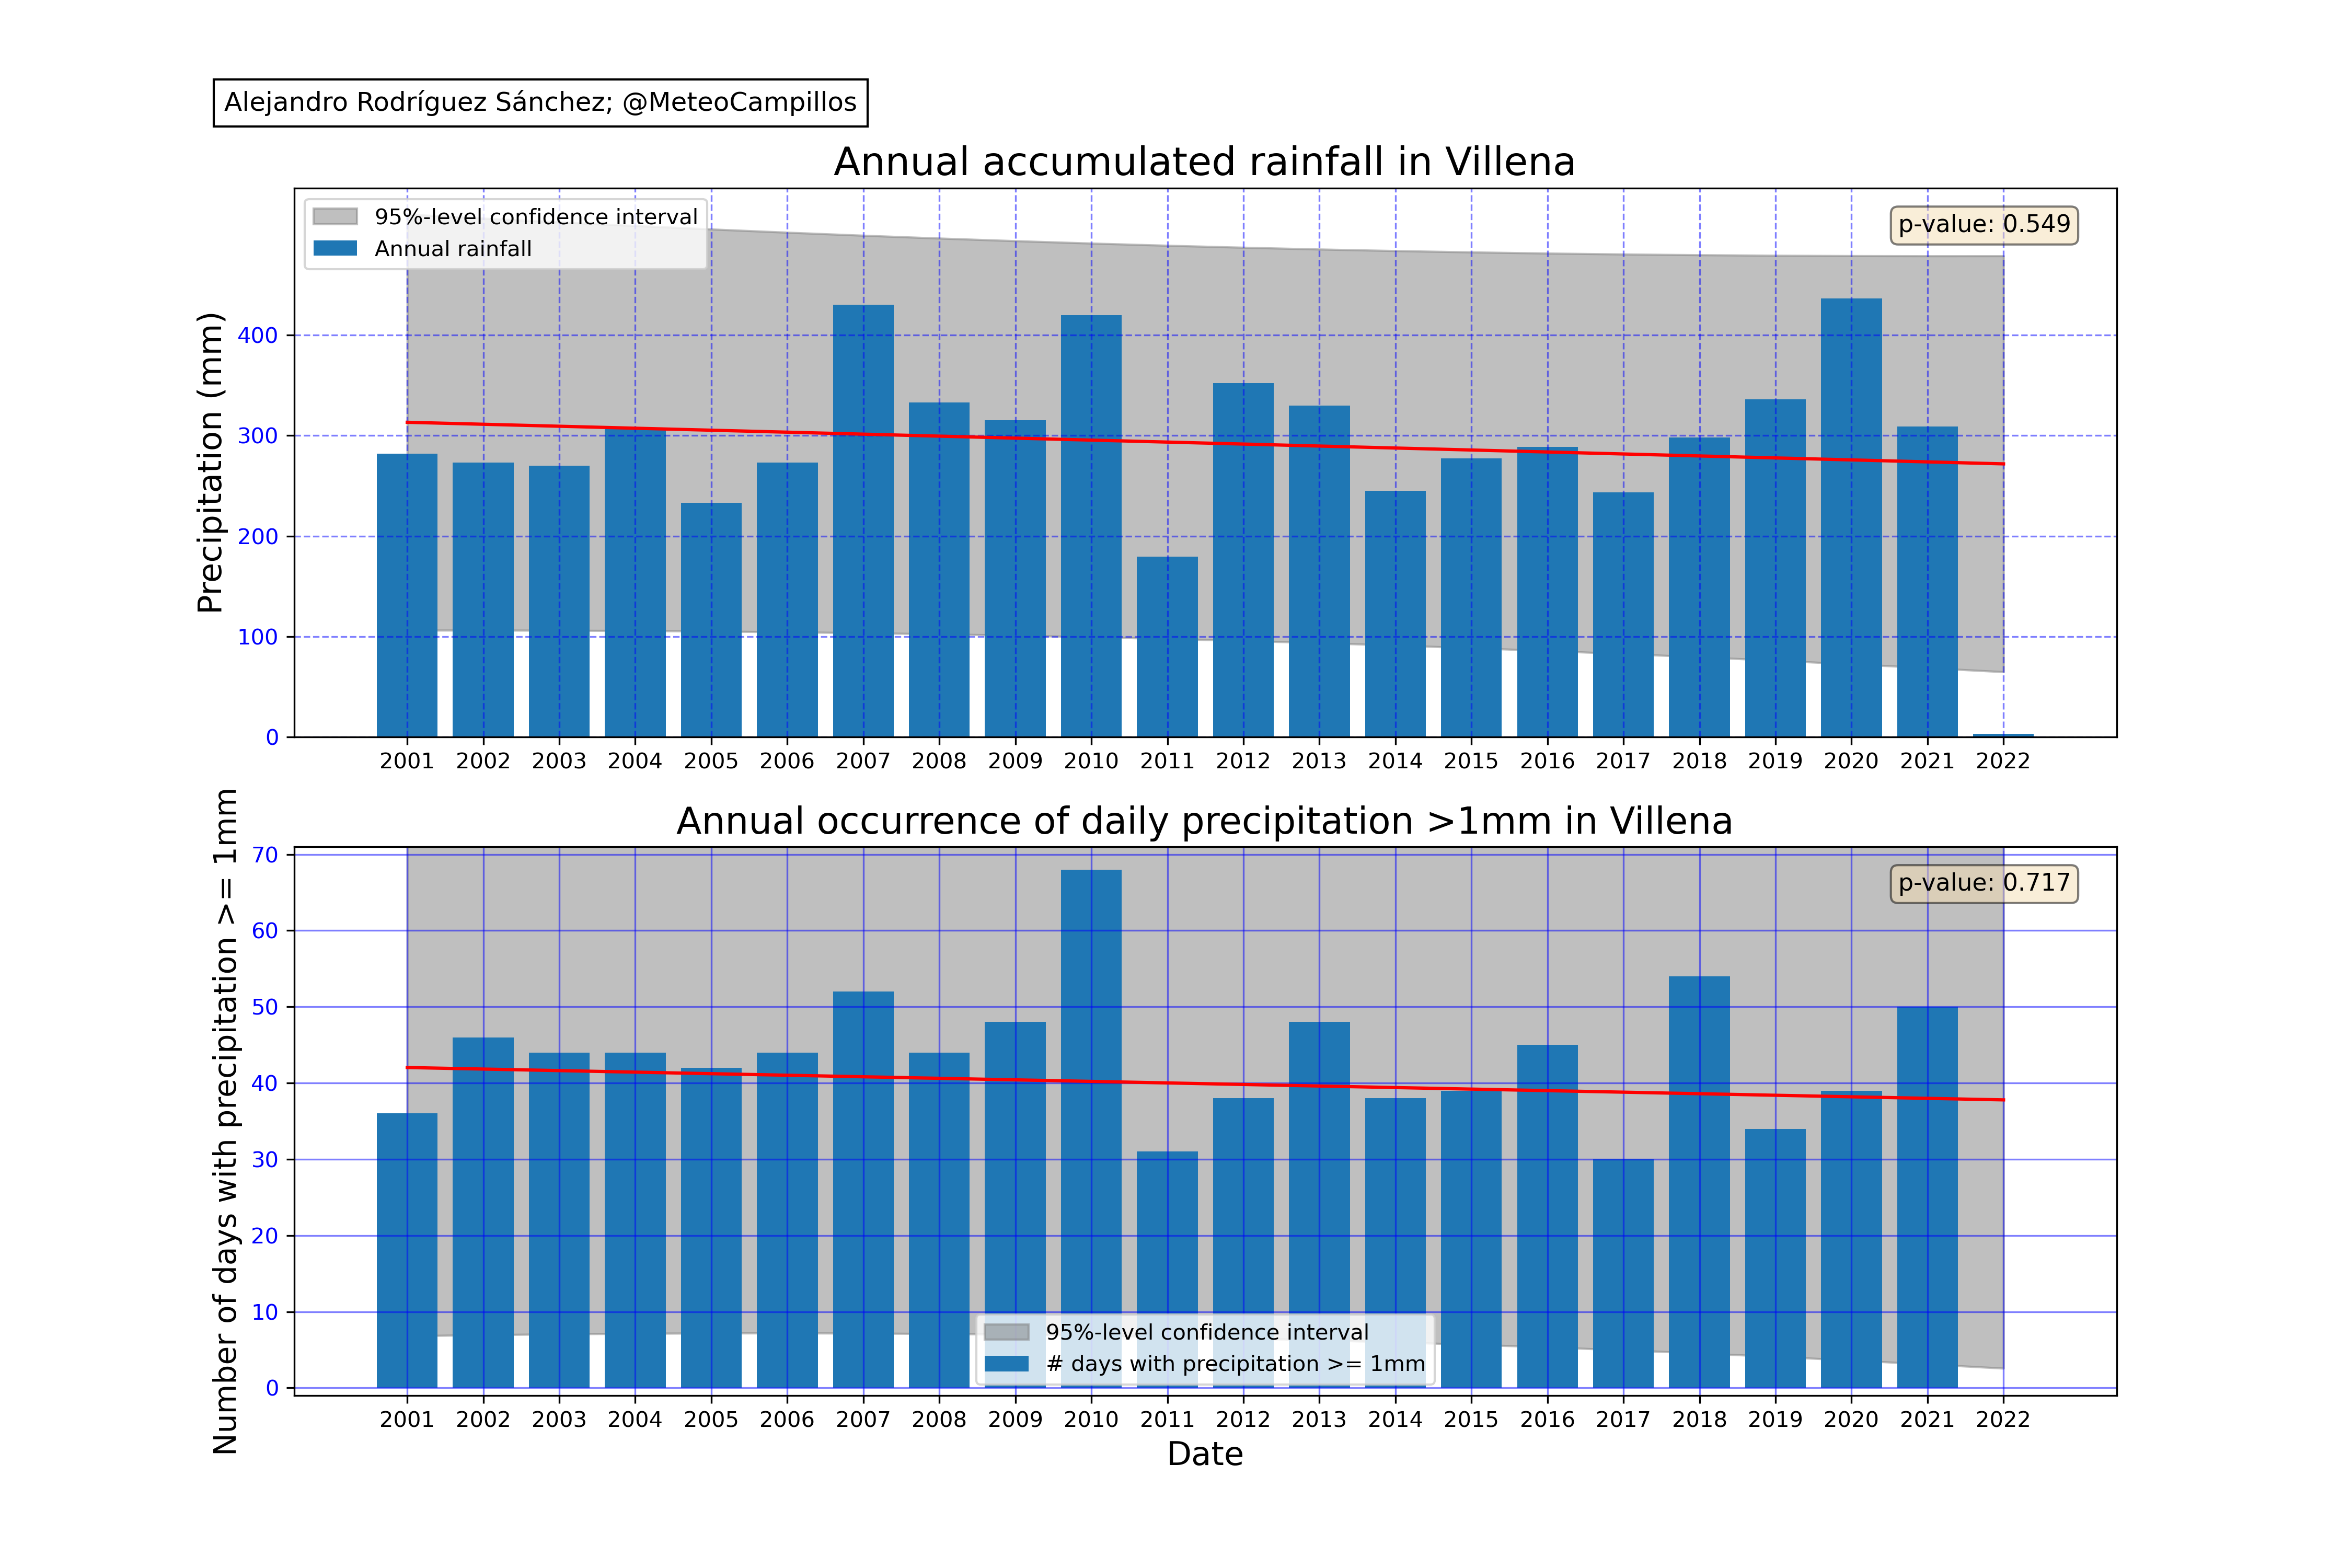 Alejandro Rodríguez Sánchez; @MeteoCampillos
Annual accumulated rainfall in Villena
95%-level confidence interval
Annual rainfall
p-value: 0.549
Precipitation (mm)
400
300
200
100
0
2001 2002 2003 2004 2005 2006 2007 2008 2009 2010 2011 2012 2013 2014 2015 2016 2017 2018 2019 2020 2021 2022
Annual occurrence of daily precipitation >1mm in Villena
p-value: 0.717
Number of days with precipitation >= 1mm
70
60
50
40
30
20
10
0
95%-level confidence interval
# days with precipitation >= 1mm
2001 2002 2003 2004 2005 2006 2007 2008 2009 2010 2011 2012 2013 2014 2015 2016 2017 2018 2019 2020 2021 2022
Date